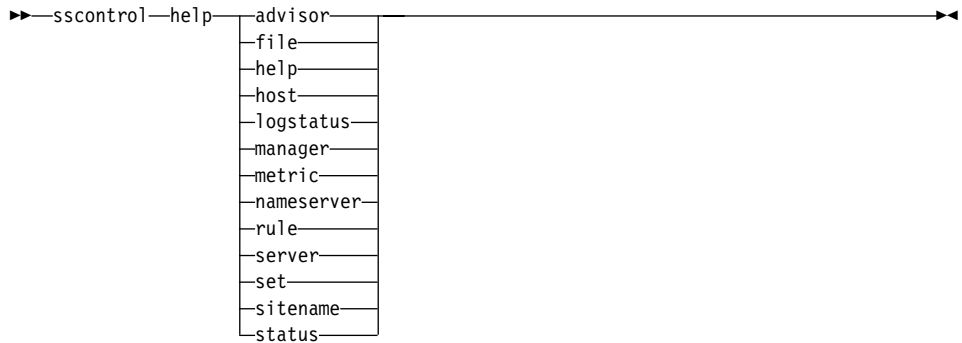 sscontrol help advisor
file
help
host
logstatus
manager
metric
nameserver
rule
server
set
sitename
status